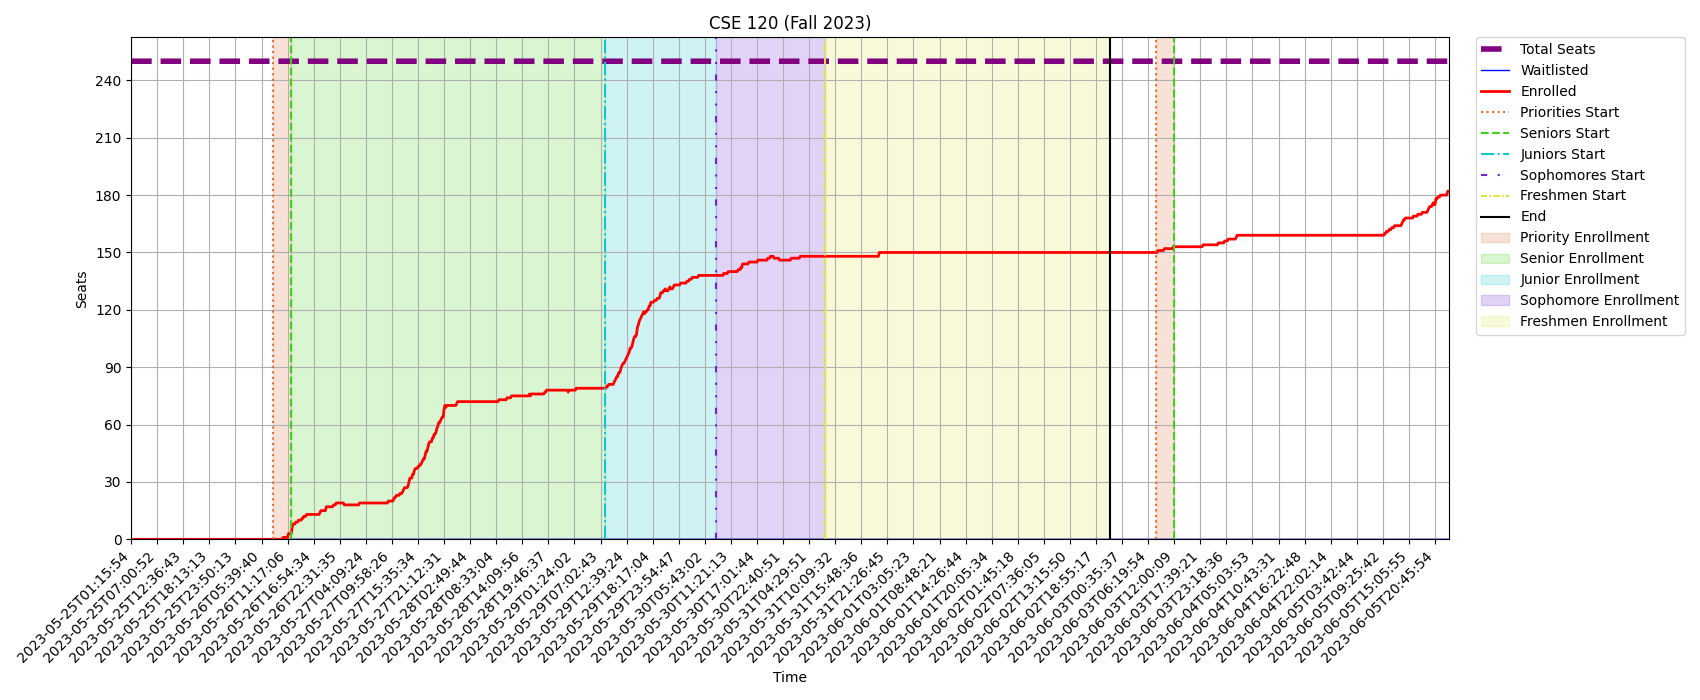 CSE 120 (Fall 2023)
240
210
180
150
120
90
60
30
0
Seats
2023-05-25T01:15:54
2023-05-25T07:00:52
2023-05-25T12:36:43
2023-05-25T18:13:13
2023-05-25T23:50:13
2023-05-26T05:39:40
2023-05-26T11:17:06
2023-05-26T16:54:34
2023-05-26T22:31:35
2023-05-27T04:09:24
2023-05-27T09:58:26
2023-05-27T15:35:34
2023-05-27T21:12:31
2023-05-28T02:49:44
2023-05-28T08:33:04
2023-05-28T14:09:56
2023-05-28T19:46:37
2023-05-29T01:24:02
2023-05-29T07:02:43
2023-05-29T12:39:24
2023-05-29T18:17:04
2023-05-29T23:54:47
2023-05-30T05:43:02
2023-05-30T11:21:13
2023-05-30T17:01:44
2023-05-30T22:40:51
2023-05-31T04:29:51
2023-05-31T10:09:32
2023-05-31T15:48:36
2023-05-31T21:26:45
2023-06-01T03:05:23
2023-06-01T08:48:21
2023-06-01T14:26:44
2023-06-01T20:05:34
2023-06-02T01:45:18
2023-06-02T07:36:05
2023-06-02T13:15:50
2023-06-02T18:55:17
2023-06-03T00:35:37
2023-06-03T06:19:54
2023-06-03T12:00:09
2023-06-03T17:39:21
2023-06-03T23:18:36
2023-06-04T05:03:53
2023-06-04T10:43:31
2023-06-04T16:22:48
2023-06-04T22:02:14
2023-06-05T03:42:44
2023-06-05T09:25:42
2023-06-05T15:05:55
2023-06-05T20:45:54
Time
Total Seats
Waitlisted
Enrolled
Priorities Start
Seniors Start
Juniors Start
Sophomores Start
Freshmen Start
End
Priority Enrollment
Senior Enrollment
Junior Enrollment
Sophomore Enrollment
Freshmen Enrollment